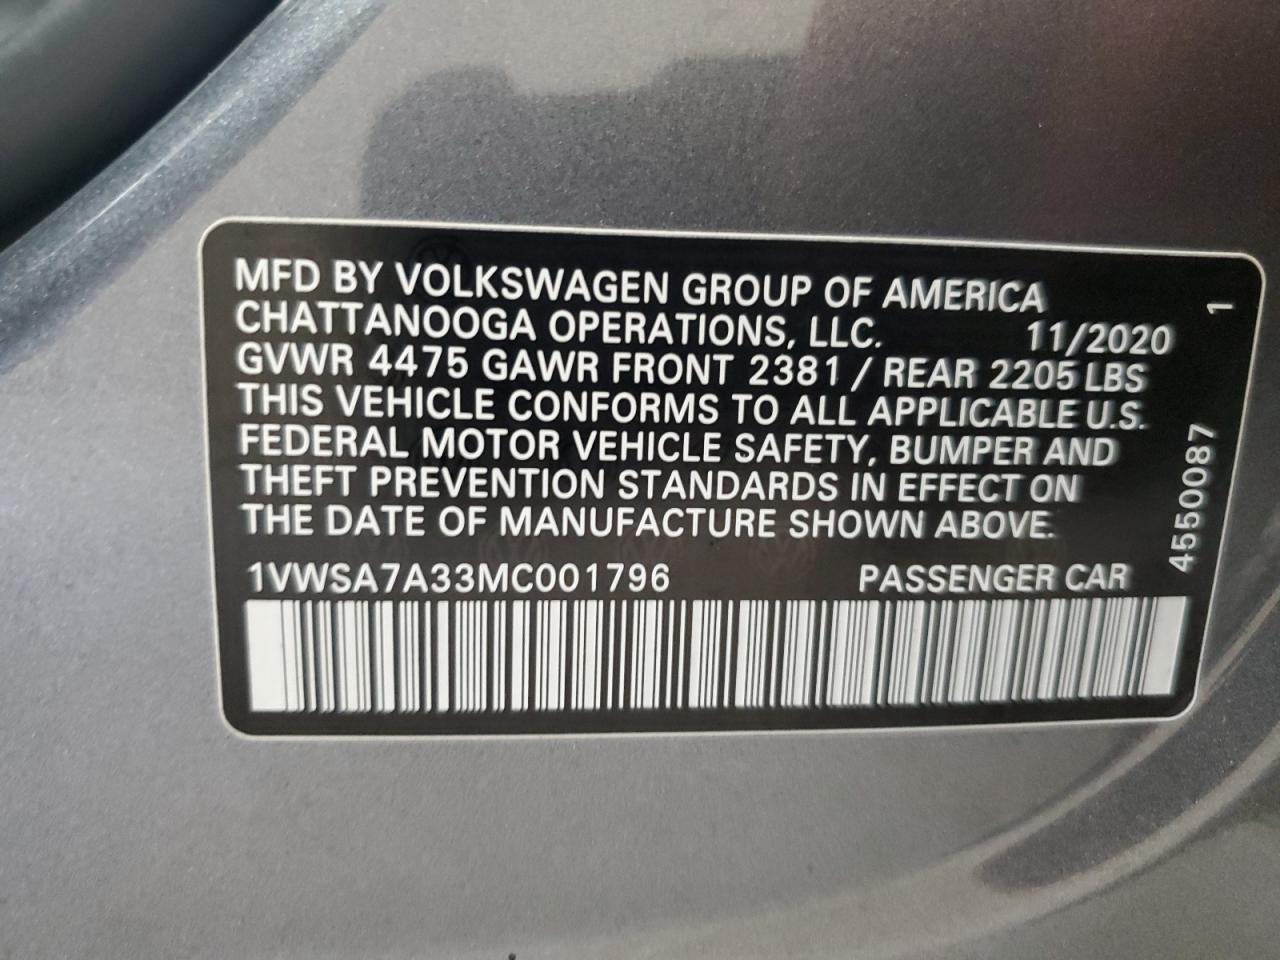 MFD BY VOLKSWAGEN GROUP OF AMERICA
CHATTANOOGA OPERATIONS, LLC. 11/2020
GVWR 4475 GAWR FRONT 2381 / REAR 2205 LBS
THIS VEHICLE CONFORMS TO ALL APPLICABLE U.S.
FEDERAL MOTOR VEHICLE SAFETY, BUMPER AND
THEFT PREVENTION STANDARDS IN EFFECT ON
THE DATE OF MANUFACTURE SHOWN ABOVE.
1VWSA7A33MC001796 PASSENGER CAR
4550087 1